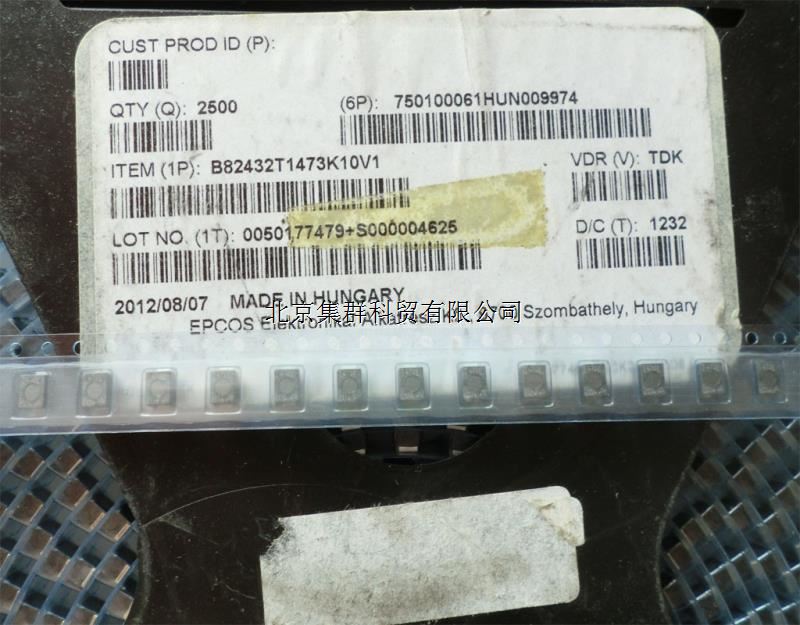 CUST PROD ID (P):
QTY (Q): 2500
(6P): 750100061HUN009974
ITEM (1P): B82432T1473K10V1
VDR (V): TDK
LOT NO. (1T): 0050177479+S000004625
D/C (T): 1232
2012/08/07 MADE IN HUNGARY
北京集群科贸有限公司
EPCOS Elektronikai Szombathely, Hungary